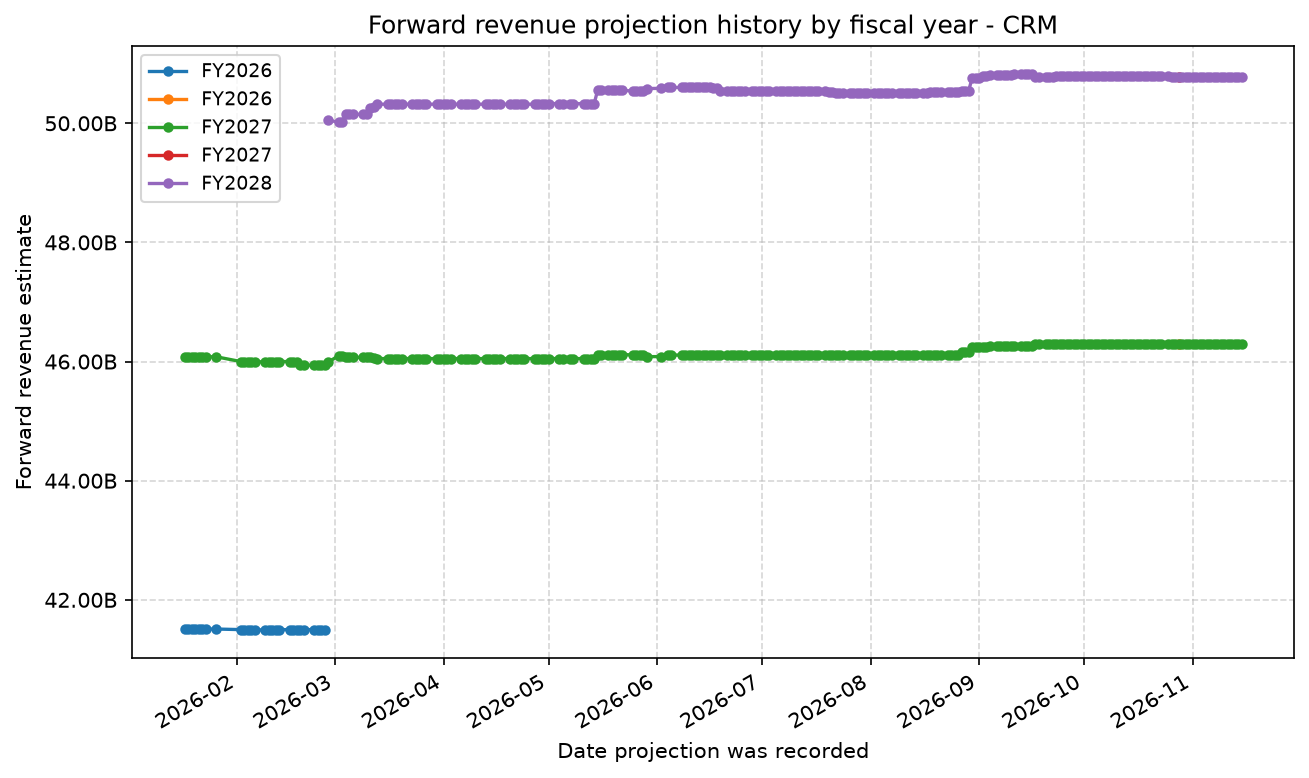 Forward revenue projection history by fiscal year - CRM
FY2026
FY2026
FY2027
FY2027
FY2028
50.00B
48.00B
46.00B
44.00B
42.00B
Forward revenue estimate
2026-02
2026-03
2026-04
2026-05
2026-06
2026-07
2026-08
2026-09
2026-10
2026-11
Date projection was recorded